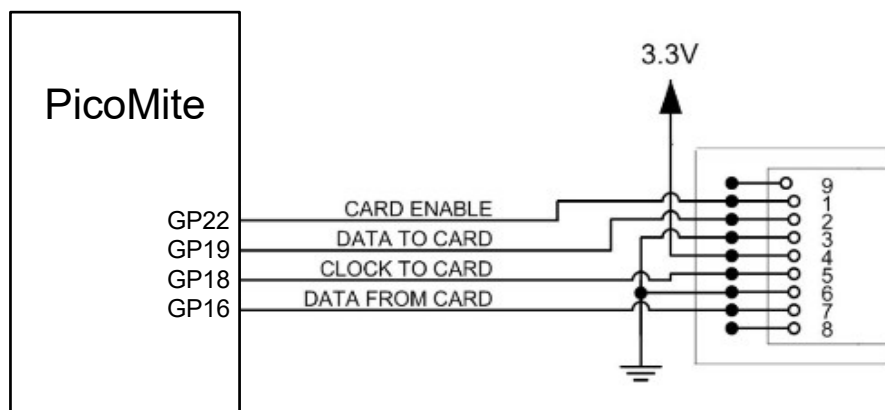 3.3V
PicoMite
GP22 CARD ENABLE
GP19 DATA TO CARD
GP18 CLOCK TO CARD
GP16 DATA FROM CARD
9
1
2
3
4
5
6
7
8